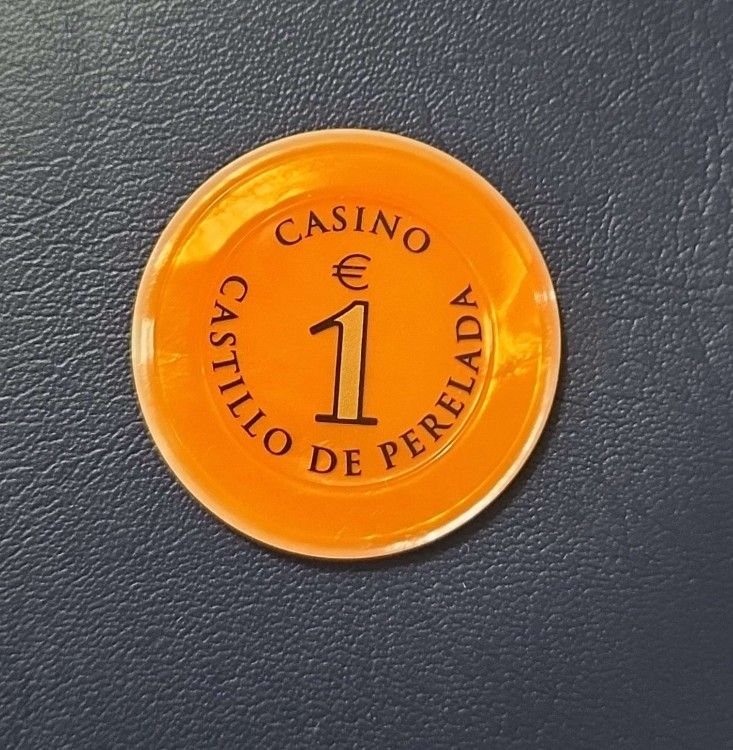 CASINO
€
1
CASTILLO DE PERELADA